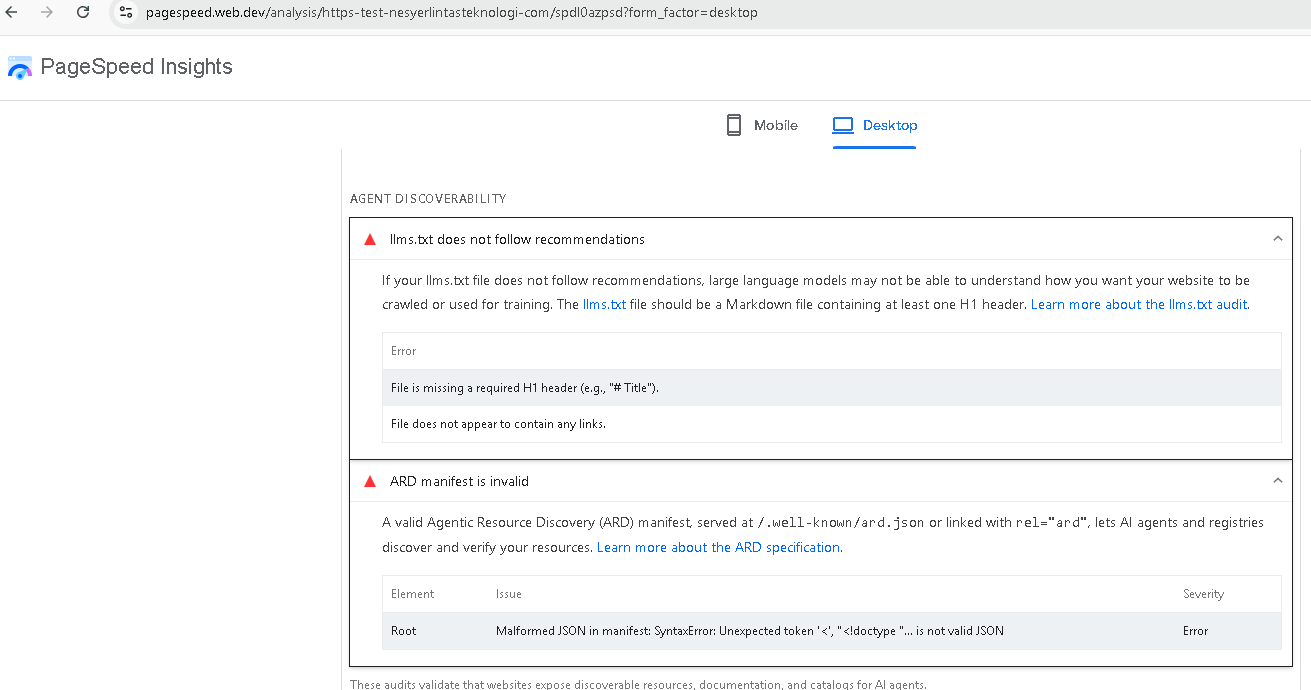 pagespeed.web.dev/analysis/https-test-nesyerlintasteknologi-com/spdl0azpsd?form_factor=desktop
PageSpeed Insights
Mobile
Desktop
AGENT DISCOVERABILITY
llms.txt does not follow recommendations
If your llms.txt file does not follow recommendations, large language models may not be able to understand how you want your website to be
crawled or used for training. The llms.txt file should be a Markdown file containing at least one H1 header. Learn more about the llms.txt audit.
Error
File is missing a required H1 header (e.g., "# Title").
File does not appear to contain any links.
ARD manifest is invalid
A valid Agentic Resource Discovery (ARD) manifest, served at /.well-known/ard.json or linked with rel="ard", lets AI agents and registries
discover and verify your resources. Learn more about the ARD specification.
Element Issue Severity
Root Malformed JSON in manifest: SyntaxError: Unexpected token '<', "<!doctype "... is not valid JSON Error
These audits validate that websites expose discoverable resources, documentation, and catalogs for AI agents.